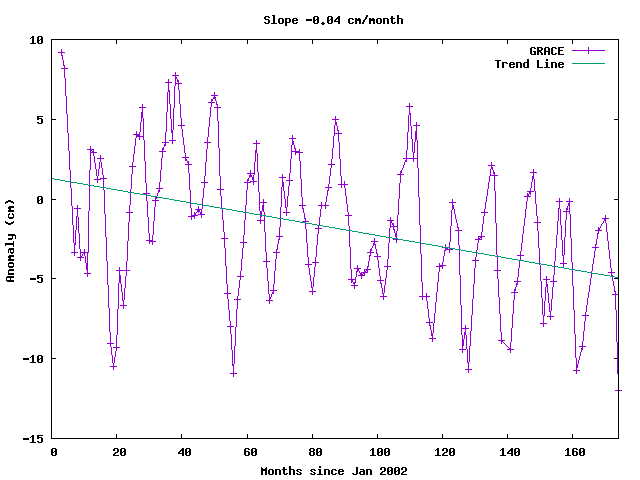 Slope -0.04 cm/month
GRACE
Trend Line
10
5
0
-5
-10
-15
Anomaly (cm)
0 20 40 60 80 100 120 140 160
Months since Jan 2002